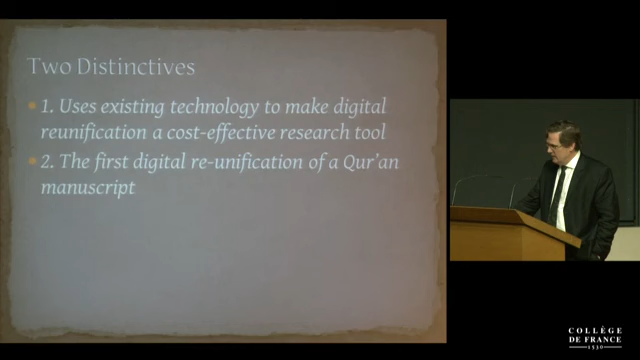 Two Distinctives
1. Uses existing technology to make digital
reunification a cost-effective research tool
2. The first digital re-unification of a Qur'an
manuscript
COLLÈGE
DE FRANCE
1530